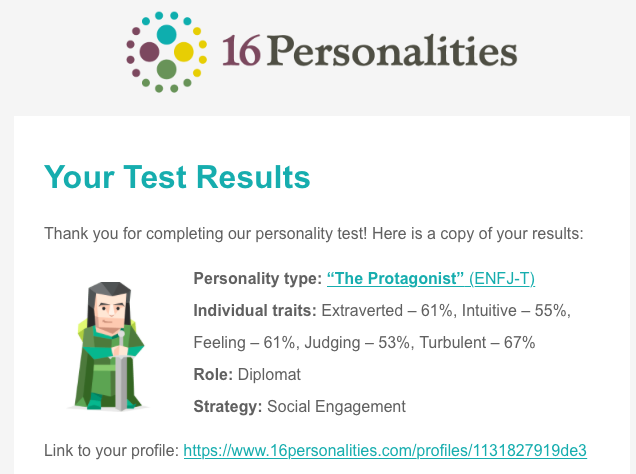 16 Personalities
Your Test Results
Thank you for completing our personality test! Here is a copy of your results:
Personality type: “The Protagonist” (ENFJ-T)
Individual traits: Extraverted – 61%, Intuitive – 55%,
Feeling – 61%, Judging – 53%, Turbulent – 67%
Role: Diplomat
Strategy: Social Engagement
Link to your profile: https://www.16personalities.com/profiles/1131827919de3